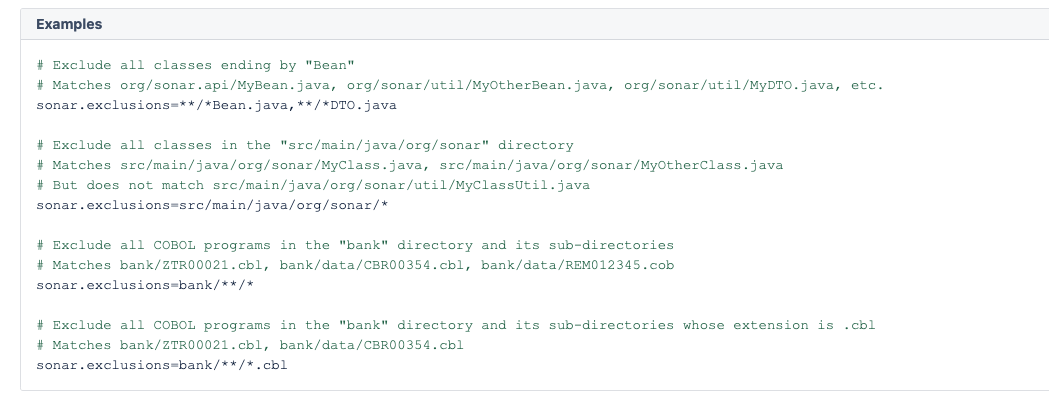 Examples
# Exclude all classes ending by "Bean"
# Matches org/sonar.api/MyBean.java, org/sonar/util/MyOtherBean.java, org/sonar/util/MyDTO.java, etc.
sonar.exclusions=**/*Bean.java,**/*DTO.java
# Exclude all classes in the "src/main/java/org/sonar" directory
# Matches src/main/java/org/sonar/MyClass.java, src/main/java/org/sonar/MyOtherClass.java
# But does not match src/main/java/org/sonar/util/MyClassUtil.java
sonar.exclusions=src/main/java/org/sonar/*
# Exclude all COBOL programs in the "bank" directory and its sub-directories
# Matches bank/ZTR00021.cbl, bank/data/CBR00354.cbl, bank/data/REM012345.cob
sonar.exclusions=bank/**/*
# Exclude all COBOL programs in the "bank" directory and its sub-directories whose extension is .cbl
# Matches bank/ZTR00021.cbl, bank/data/CBR00354.cbl
sonar.exclusions=bank/**/*.cbl